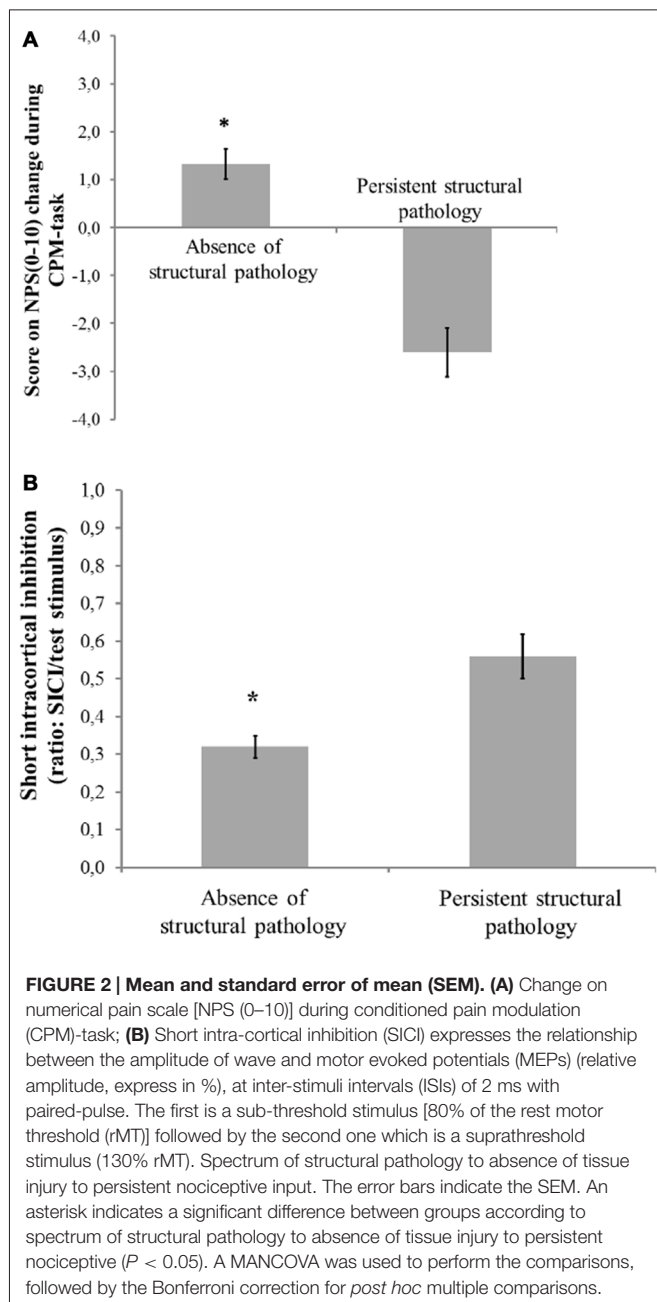 A
4,0
3,0
2,0
1,0
0,0
-1,0
-2,0
-3,0
-4,0
Score on NPS(0-10) change during
CPM-task
*
Absence of
structural pathology
Persistent structural
pathology
B
1,0
0,9
0,8
0,7
0,6
0,5
0,4
0,3
0,2
0,1
0,0
Short intracortical inhibition
(ratio: SICI/test stimulus)
*
Absence of
structural pathology
Persistent structural
pathology
FIGURE 2 | Mean and standard error of mean (SEM). (A) Change on
numerical pain scale [NPS (0–10)] during conditioned pain modulation
(CPM)-task; (B) Short intra-cortical inhibition (SICI) expresses the relationship
between the amplitude of wave and motor evoked potentials (MEPs) (relative
amplitude, express in %), at inter-stimuli intervals (ISIs) of 2 ms with
paired-pulse. The first is a sub-threshold stimulus [80% of the rest motor
threshold (rMT)] followed by the second one which is a suprathreshold
stimulus (130% rMT). Spectrum of structural pathology to absence of tissue
injury to persistent nociceptive input. The error bars indicate the SEM. An
asterisk indicates a significant difference between groups according to
spectrum of structural pathology to absence of tissue injury to persistent
nociceptive (P < 0.05). A MANCOVA was used to perform the comparisons,
followed by the Bonferroni correction for post hoc multiple comparisons.